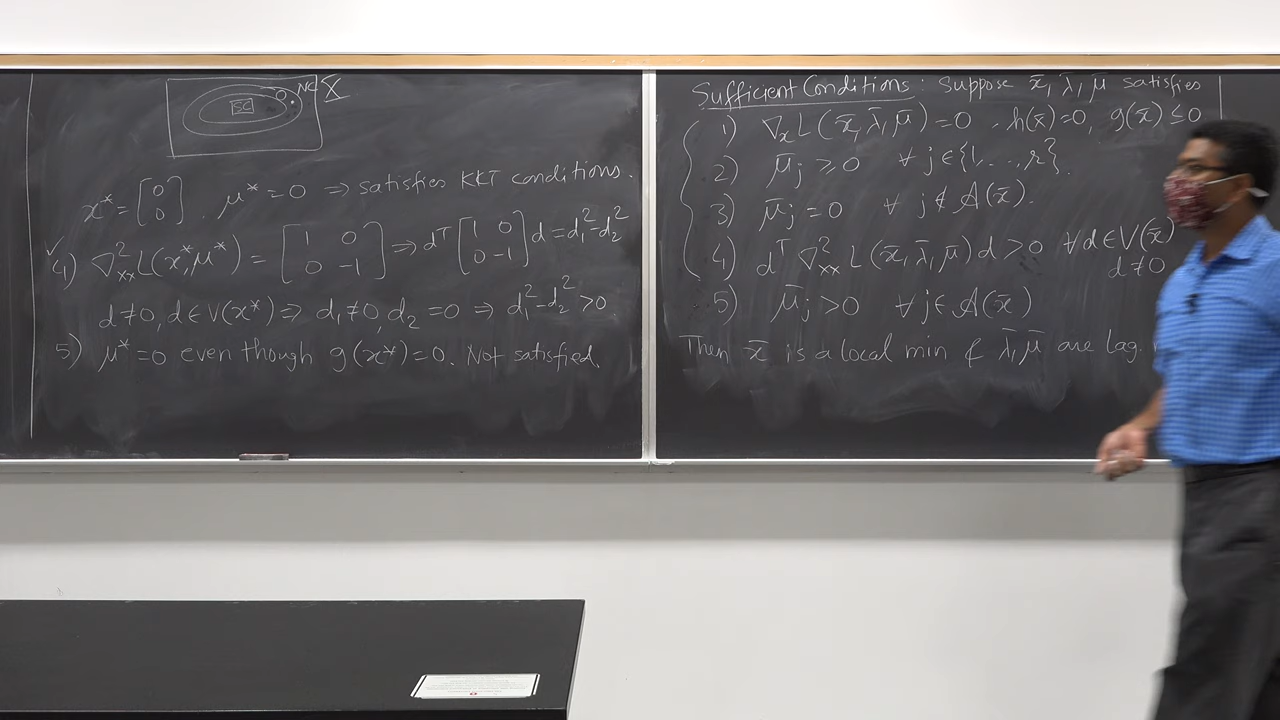 NC X
SC
x* = [0 0], μ* = 0 ⇒ satisfies KKT conditions.
✓ 4) ∇²ₓₓ L(x*, μ*) = [1 0 0 -1] ⇒ dᵀ [1 0 0 -1] d = d₁² - d₂²
d ≠ 0, d ∈ V(x*) ⇒ d₁ ≠ 0, d₂ = 0 ⇒ d₁² - d₂² > 0
5) μ* = 0 even though g(x*) = 0. Not satisfied.
Sufficient Conditions: Suppose x̄, λ̄, μ̄ satisfies
1) ∇ₓ L(x̄, λ̄, μ̄) = 0, h(x̄) = 0, g(x̄) ≤ 0
2) μ̄ⱼ ≥ 0 ∀ j ∈ {1, ..., r}.
3) μ̄ⱼ = 0 ∀ j ∉ A(x̄).
4) dᵀ ∇²ₓₓ L(x̄, λ̄, μ̄) d > 0 ∀ d ∈ V(x̄)
d ≠ 0
5) μ̄ⱼ > 0 ∀ j ∈ A(x̄)
Then x̄ is a local min & λ̄, μ̄ are lag.